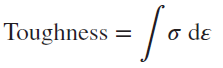 Toughness = ∫ σ dε